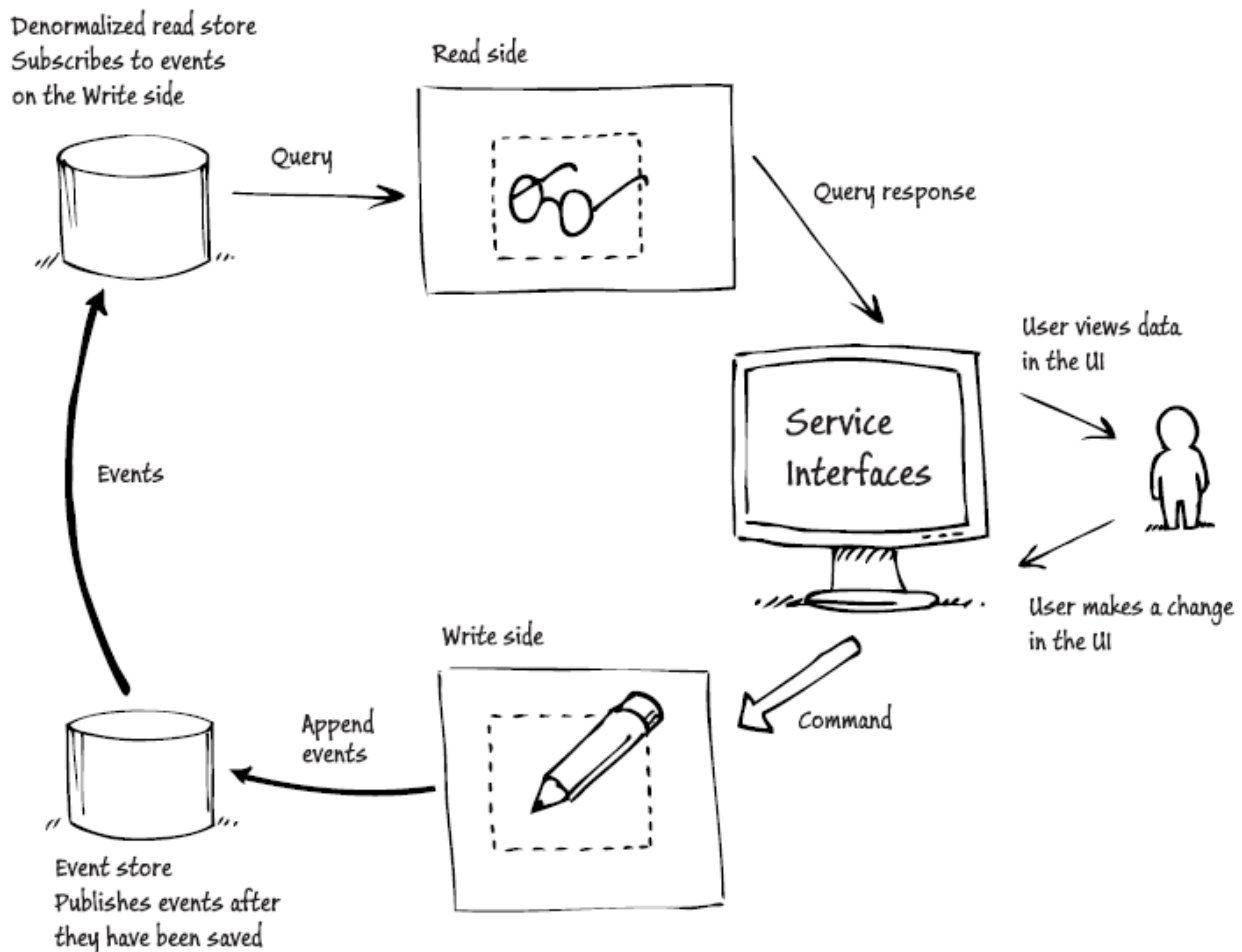 Denormalized read store
Subscribes to events
on the Write side
Read side
Query
Query response
User views data
in the UI
Service
Interfaces
Events
User makes a change
in the UI
Write side
Command
Append
events
Event store
Publishes events after
they have been saved